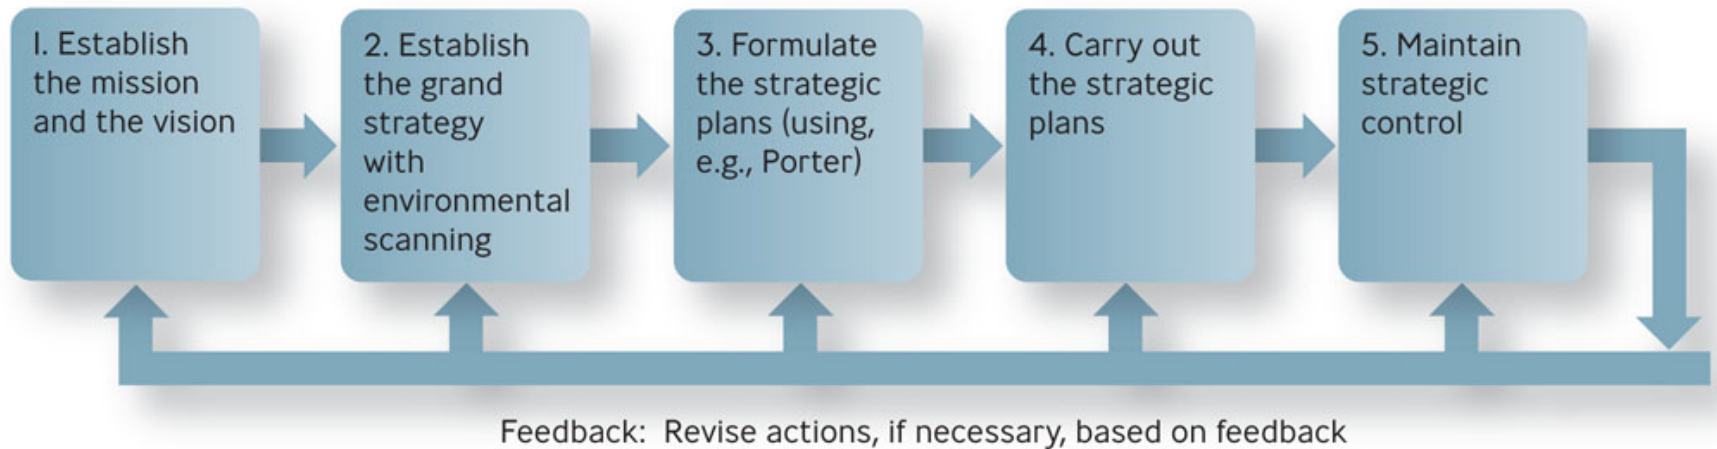 1. Establish
the mission
and the vision
2. Establish
the grand
strategy
with
environmental
scanning
3. Formulate
the strategic
plans (using,
e.g., Porter)
4. Carry out
the strategic
plans
5. Maintain
strategic
control
Feedback: Revise actions, if necessary, based on feedback